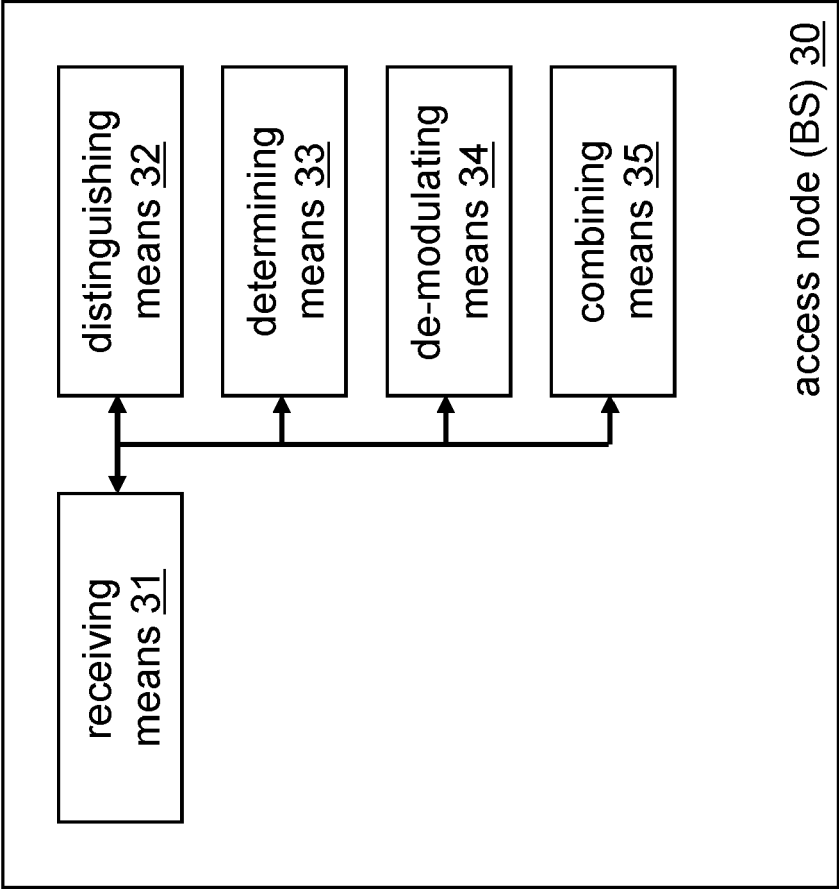 receiving
means 31
distinguishing
means 32
determining
means 33
de-modulating
means 34
combining
means 35
access node (BS) 30